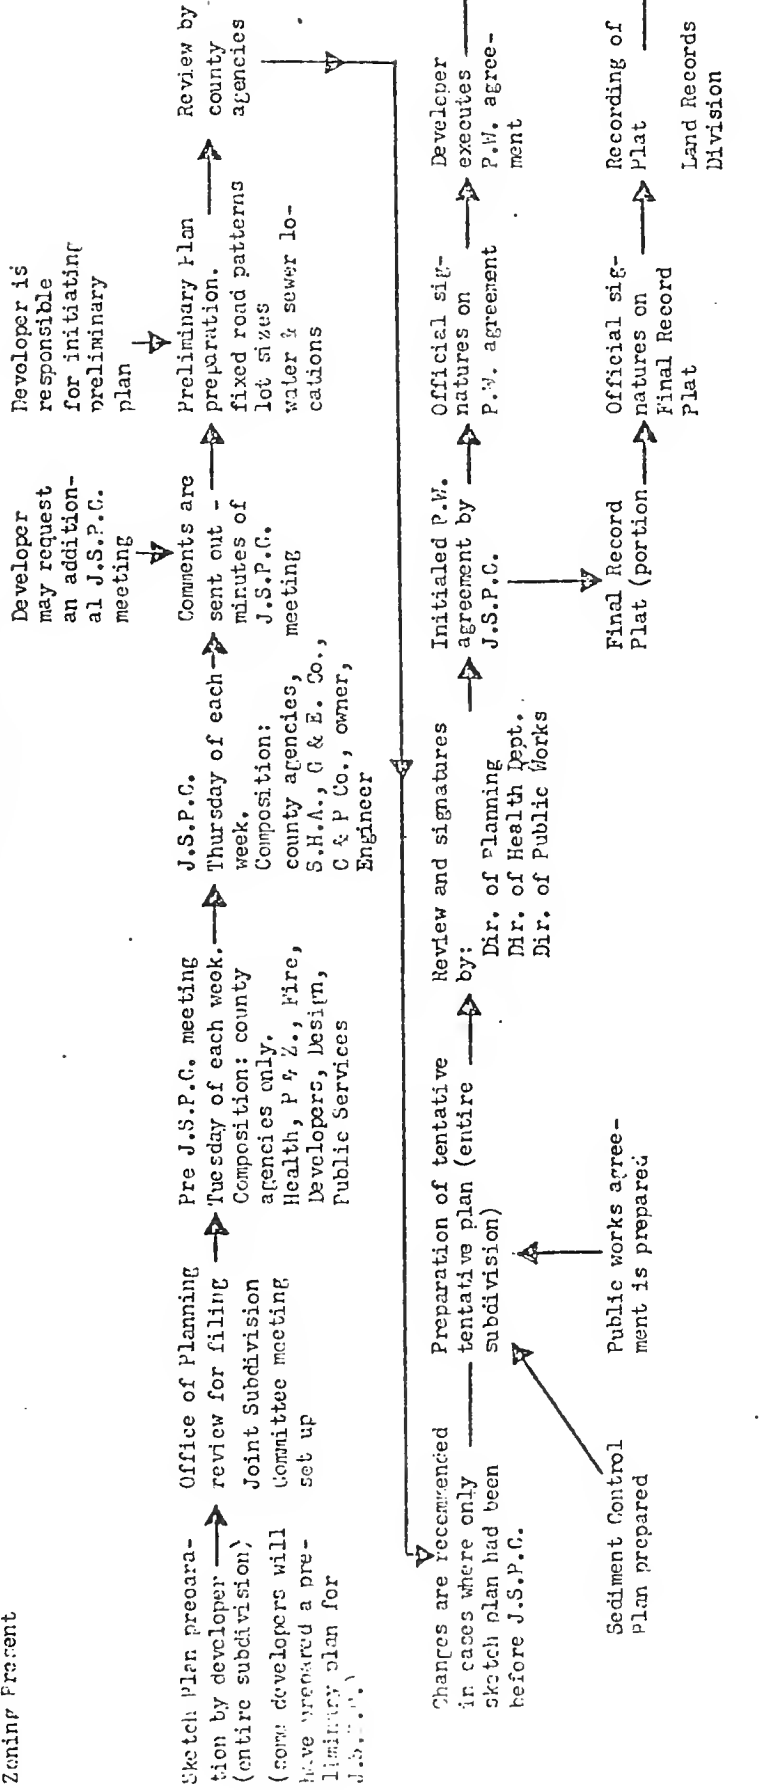 Zoning Present
Sketch Plan prepara-
tion by developer
(entire subdivision)
(some developers will
have prepared a pre-
liminary plan for
J.S.P.C.)
Office of Planning
review for filing
Joint Subdivision
Committee meeting
set up
Pre J.S.P.C. meeting
Tuesday of each week.
Composition: county
agencies only.
Health, P & Z., Fire,
Developers, Design,
Public Services
J.S.P.C.
Thursday of each
week.
Composition:
county agencies,
S.H.A., G & E. Co.,
C & P Co., owner,
Engineer
Developer
may request
an addition-
al J.S.P.C.
meeting
Comments are
sent out -
minutes of
J.S.P.C.
meeting
Developer is
responsible
for initiating
preliminary
plan
Preliminary Plan
preparation.
fixed road patterns
lot sizes
water & sewer lo-
cations
Review by
county
agencies
Changes are recommended
in cases where only
sketch plan had been
before J.S.P.C.
Preparation of tentative
tentative plan (entire
subdivision)
Sediment Control
Plan prepared
Public works agree-
ment is prepared
Review and signatures
by:
Dir. of Planning
Dir. of Health Dept.
Dir. of Public Works
Initialed P.W.
agreement by
J.S.P.C.
Official sig-
natures on
P.W. agreement
Developer
executes
P.W. agree-
ment
Final Record
Plat (portion
Official sig-
natures on
Final Record
Plat
Recording of
Plat
Land Records
Division